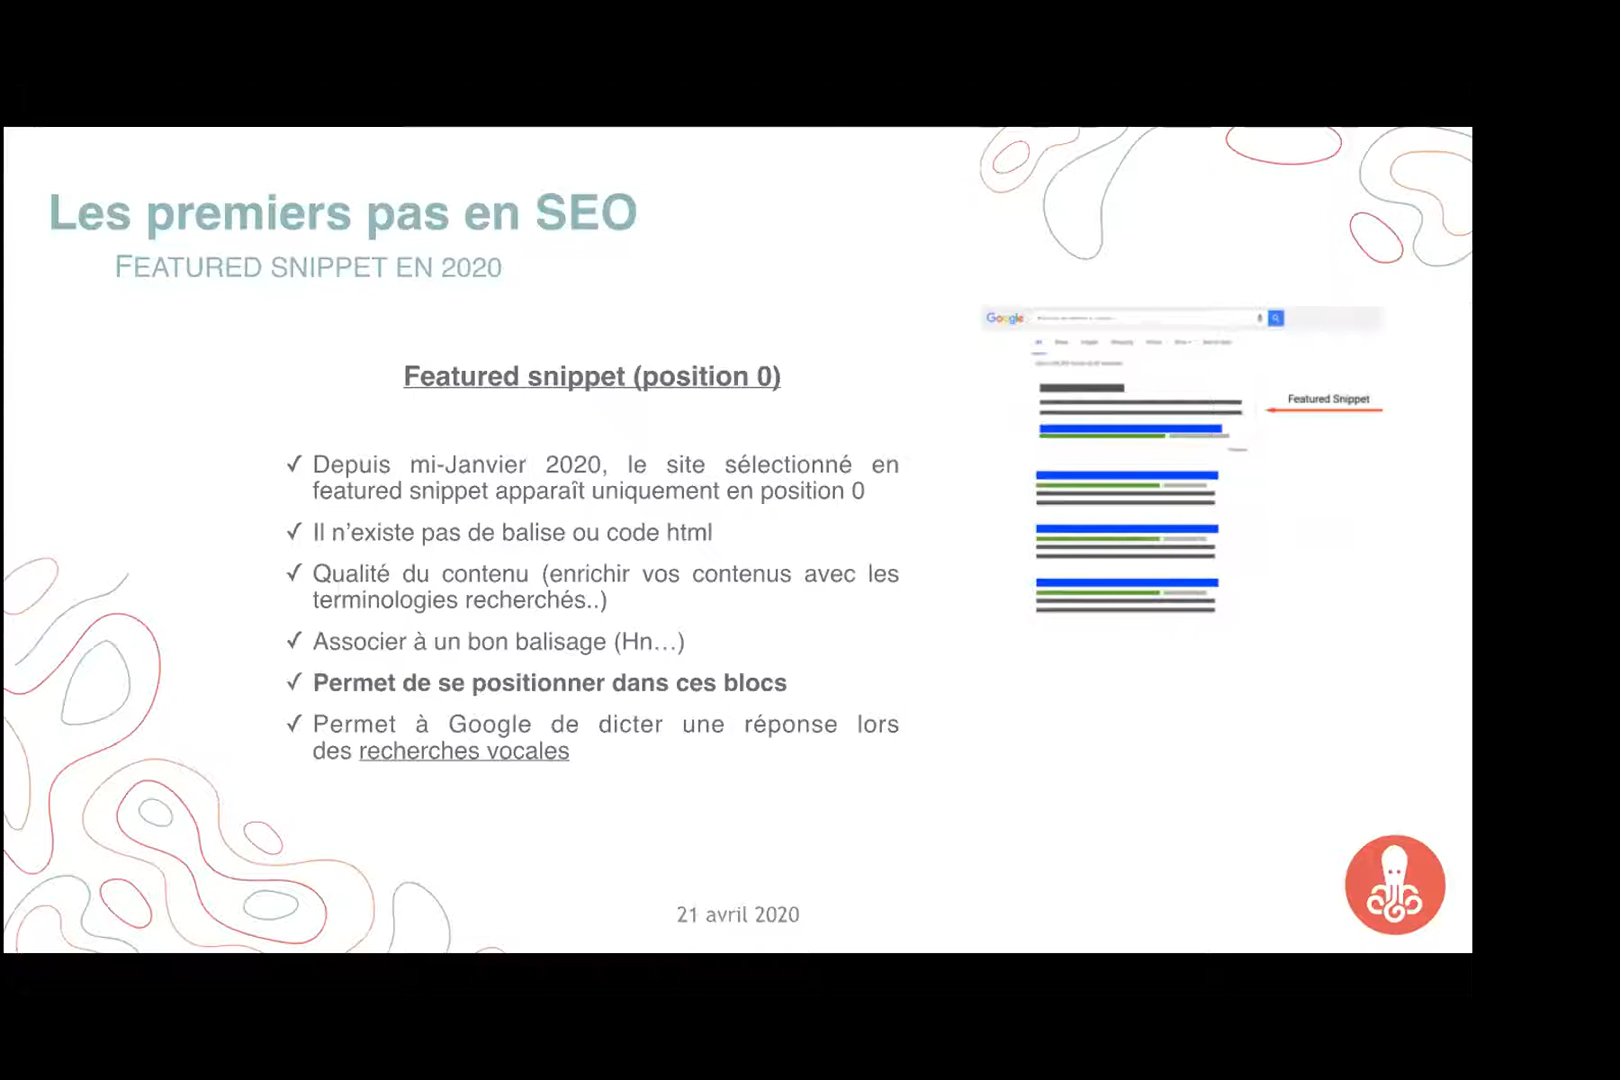 Les premiers pas en SEO
FEATURED SNIPPET EN 2020
Featured snippet (position 0)
✓ Depuis mi-Janvier 2020, le site sélectionné en
featured snippet apparaît uniquement en position 0
✓ Il n’existe pas de balise ou code html
✓ Qualité du contenu (enrichir vos contenus avec les
terminologies recherchés..)
✓ Associer à un bon balisage (Hn…)
✓ Permet de se positionner dans ces blocs
✓ Permet à Google de dicter une réponse lors
des recherches vocales
Google
Featured Snippet
21 avril 2020